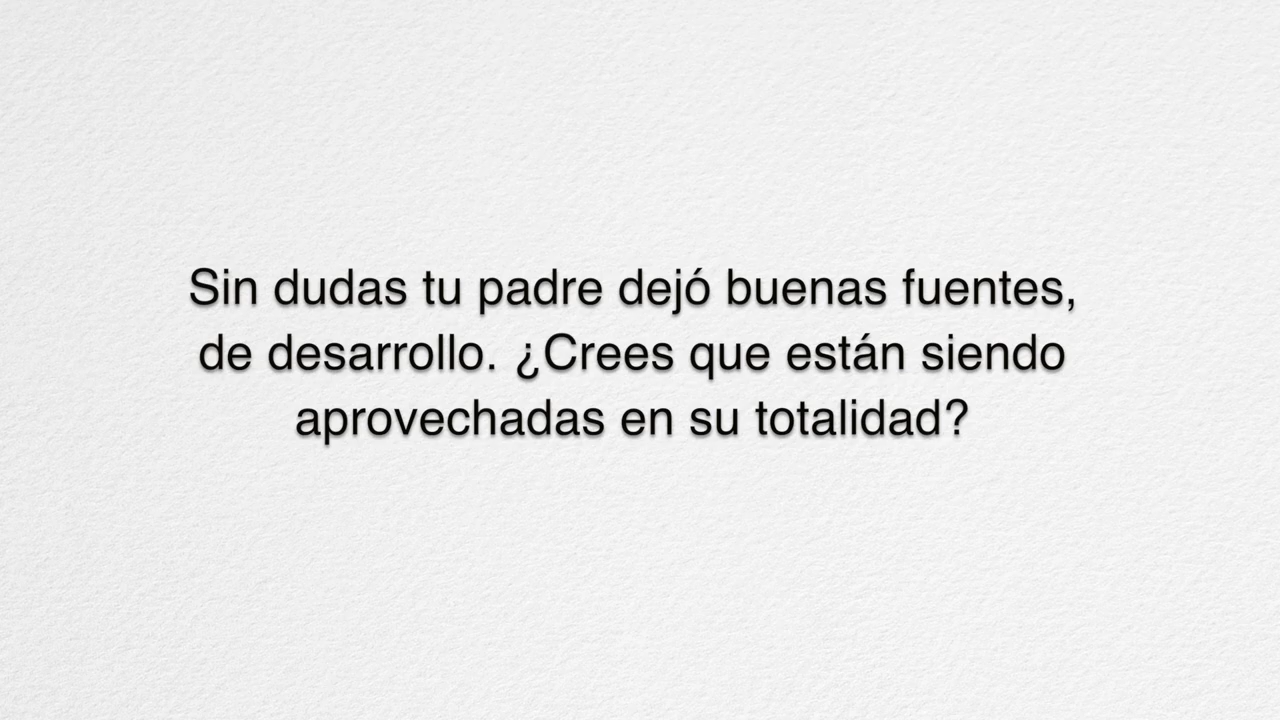 Sin dudas tu padre dejó buenas fuentes,
de desarrollo. ¿Crees que están siendo
aprovechadas en su totalidad?